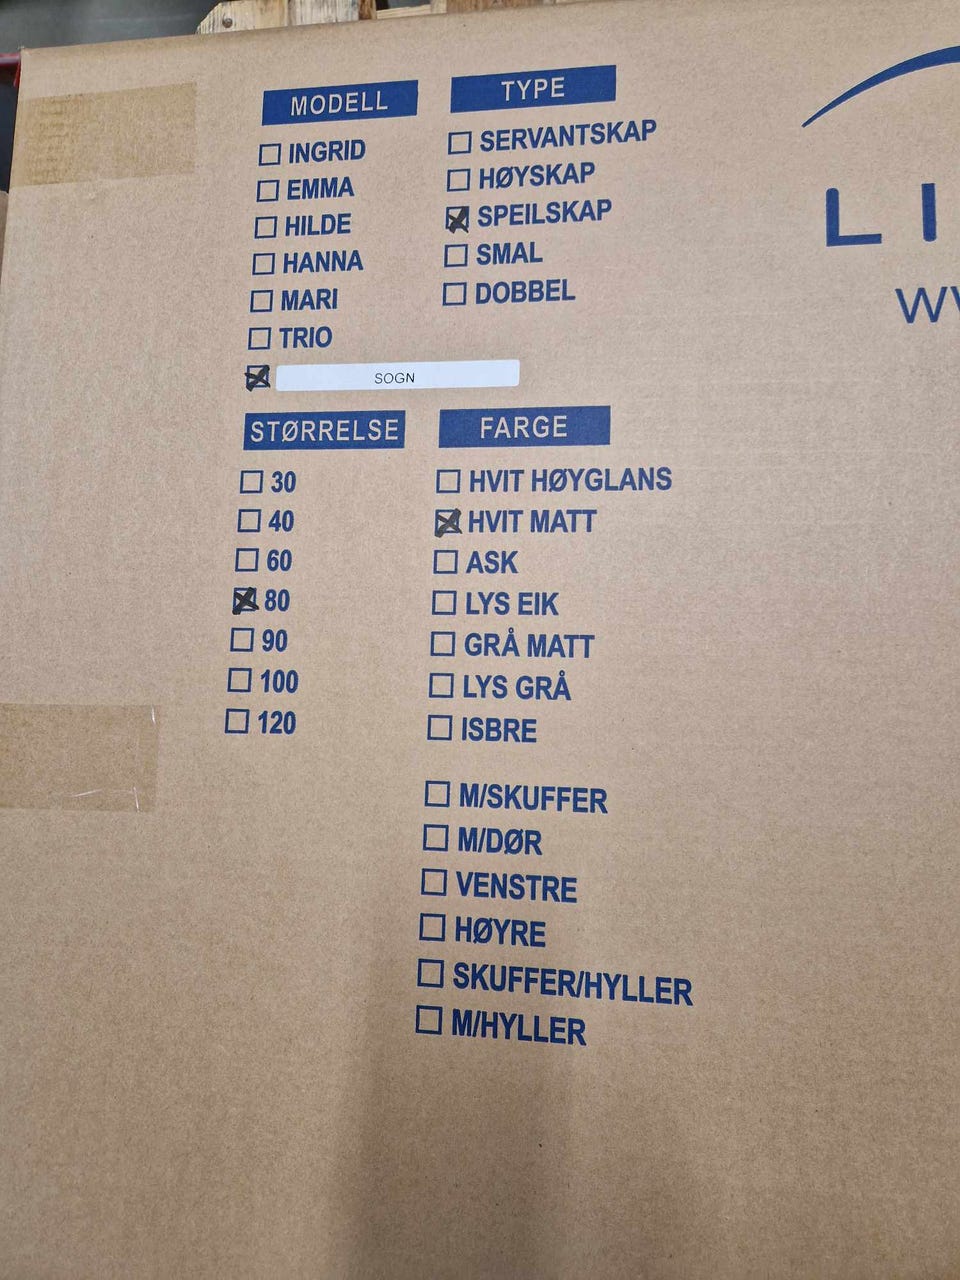 MODELL
☐ INGRID
☐ EMMA
☐ HILDE
☐ HANNA
☐ MARI
☐ TRIO
☒ SOGN
TYPE
☐ SERVANTSKAP
☐ HØYSKAP
☒ SPEILSKAP
☐ SMAL
☐ DOBBEL
STØRRELSE
☐ 30
☐ 40
☐ 60
☒ 80
☐ 90
☐ 100
☐ 120
FARGE
☐ HVIT HØYGLANS
☒ HVIT MATT
☐ ASK
☐ LYS EIK
☐ GRÅ MATT
☐ LYS GRÅ
☐ ISBRE
☐ M/SKUFFER
☐ M/DØR
☐ VENSTRE
☐ HØYRE
☐ SKUFFER/HYLLER
☐ M/HYLLER